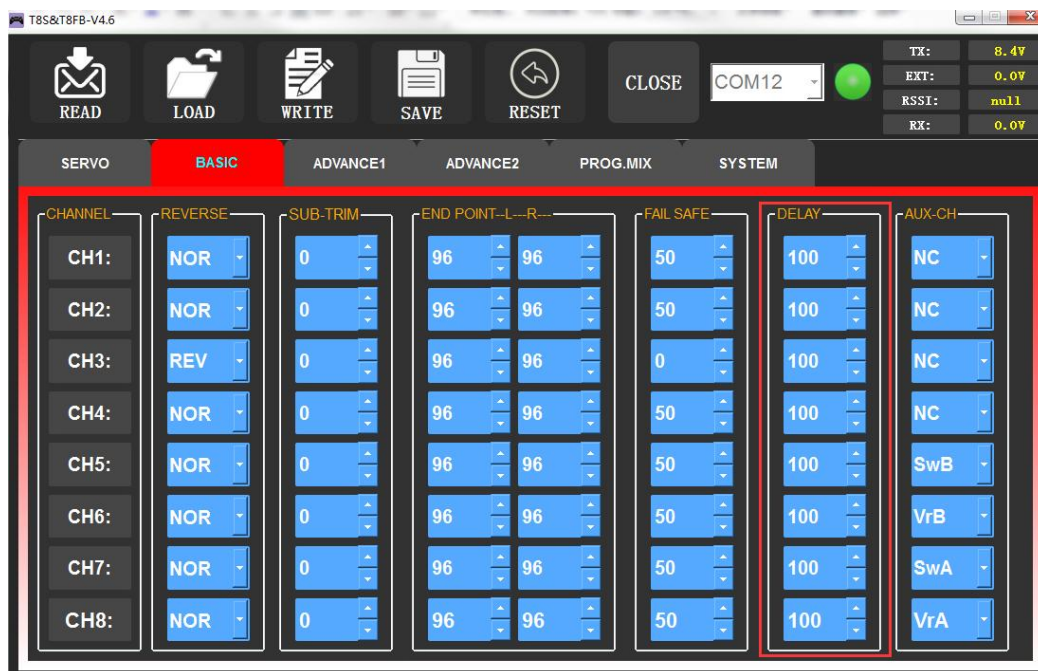 T8S&T8FB-V4.6
READ LOAD WRITE SAVE RESET CLOSE COM12
TX: 8.4V
EXT: 0.0V
RSSI: null
RX: 0.0V
SERVO BASIC ADVANCE1 ADVANCE2 PROG.MIX SYSTEM
CHANNEL REVERSE SUB-TRIM END POINT--L---R--- FAIL SAFE DELAY AUX-CH
CH1: NOR 0 96 96 50 100 NC
CH2: NOR 0 96 96 50 100 NC
CH3: REV 0 96 96 0 100 NC
CH4: NOR 0 96 96 50 100 NC
CH5: NOR 0 96 96 50 100 SwB
CH6: NOR 0 96 96 50 100 VrB
CH7: NOR 0 96 96 50 100 SwA
CH8: NOR 0 96 96 50 100 VrA